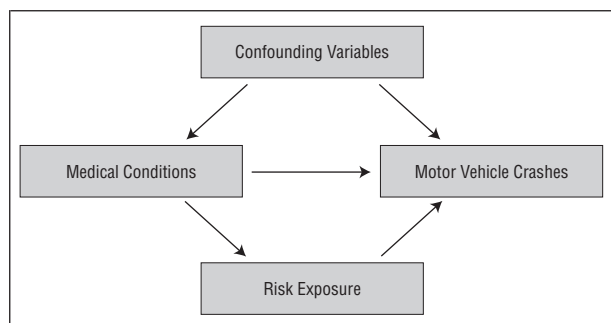 Confounding Variables
Medical Conditions
Motor Vehicle Crashes
Risk Exposure